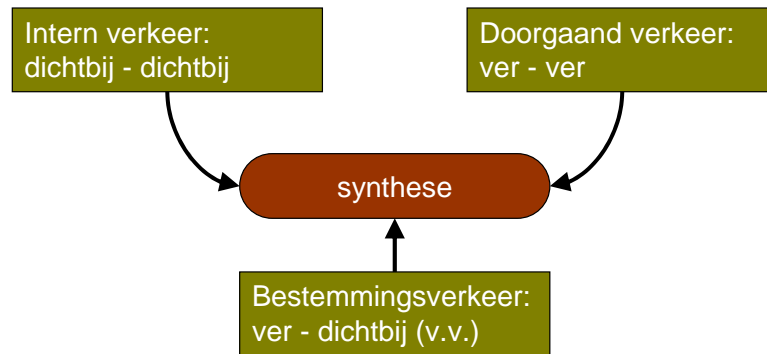 Intern verkeer:
dichtbij - dichtbij
Doorgaand verkeer:
ver - ver
synthese
Bestemmingsverkeer:
ver - dichtbij (v.v.)